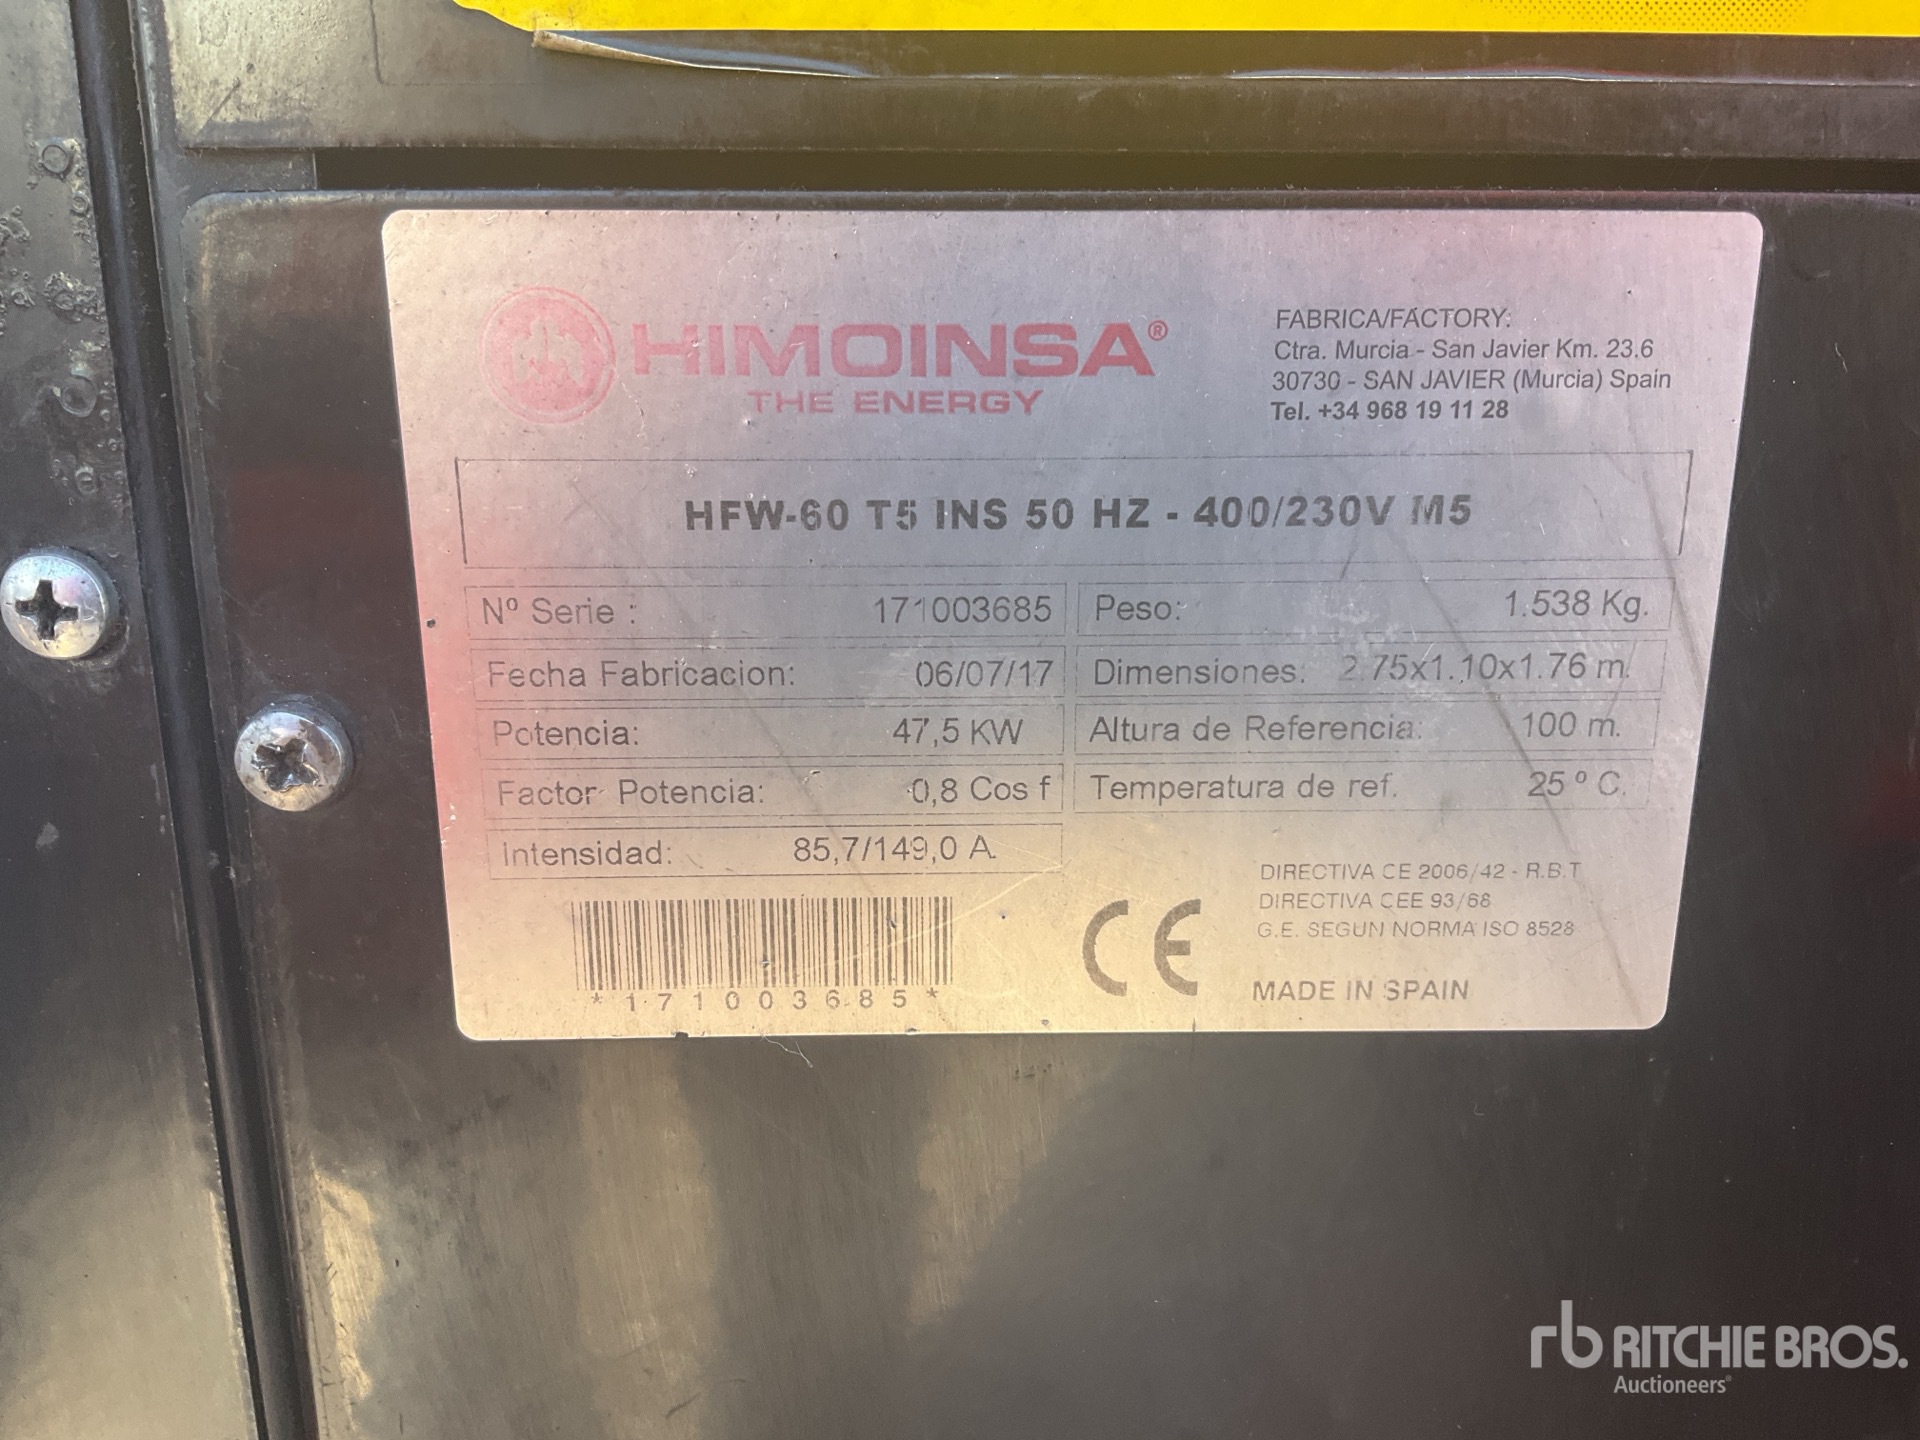 HIMOINSA®
THE ENERGY
FABRICA/FACTORY:
Ctra. Murcia - San Javier Km. 23.6
30730 - SAN JAVIER (Murcia) Spain
Tel. +34 968 19 11 28
HFW-60 T5 INS 50 HZ - 400/230V M5
Nº Serie : 171003685
Peso: 1.538 Kg.
Fecha Fabricacion: 06/07/17
Dimensiones: 2.75x1.10x1.76 m.
Potencia: 47,5 KW
Altura de Referencia: 100 m.
Factor Potencia: 0,8 Cos f
Temperatura de ref. 25 º C.
Intensidad: 85,7/149,0 A.
DIRECTIVA CE 2006/42 - R.B.T
DIRECTIVA CEE 93/68
G.E. SEGUN NORMA ISO 8528
*171003685*
CE
MADE IN SPAIN
rb RITCHIE BROS.
Auctioneers®